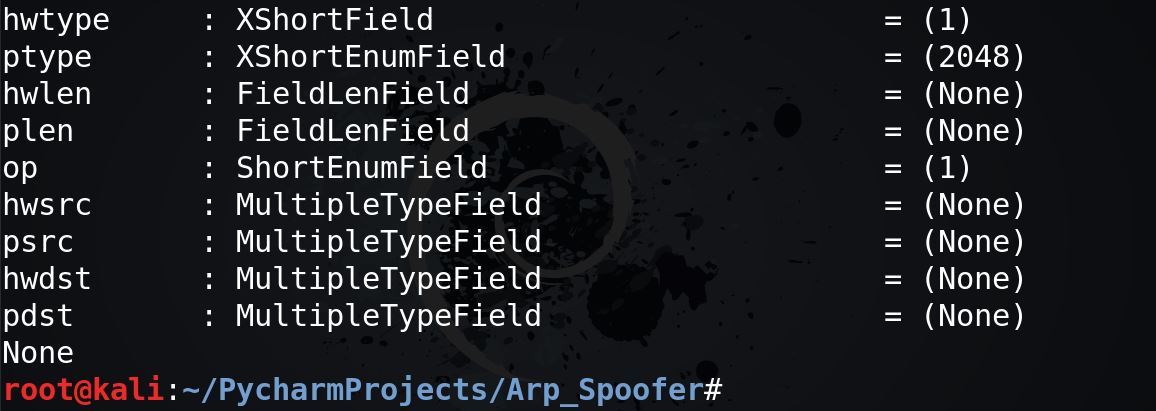 hwtype     : XShortField                         = (1)
ptype      : XShortEnumField                     = (2048)
hwlen      : FieldLenField                       = (None)
plen       : FieldLenField                       = (None)
op         : ShortEnumField                      = (1)
hwsrc      : MultipleTypeField                   = (None)
psrc       : MultipleTypeField                   = (None)
hwdst      : MultipleTypeField                   = (None)
pdst       : MultipleTypeField                   = (None)
None
root@kali:~/PycharmProjects/Arp_Spoofer#